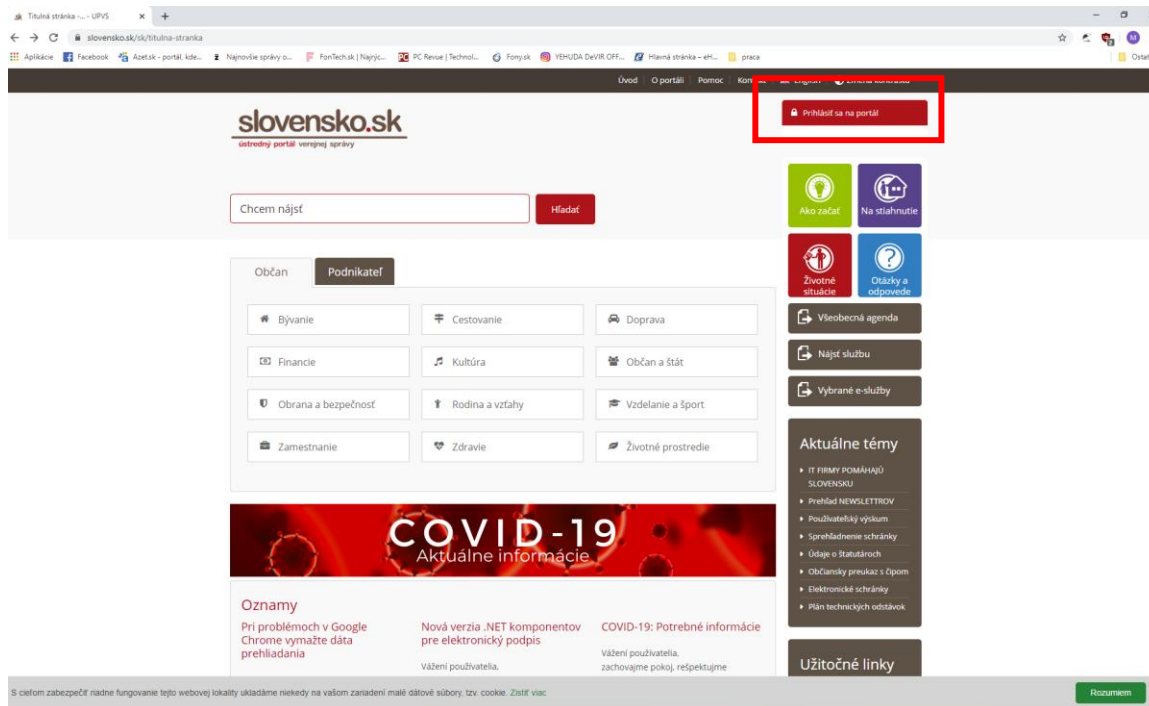 Titulná stránka -... - UPVS
slovensko.sk/sk/titulna-stranka
M
Aplikácie Facebook Azet.sk - portál, kde... Najnovšie správy o... FonTech.sk | Najrýc... PC Revue | Technol... Fony.sk YEHUDA DeVIR OFF... Hlavná stránka – eH... praca Ostat
Úvod O portáli Pomoc
slovensko.sk
ústredný portál verejnej správy
Prihlásiť sa na portál
Chcem nájsť
Hľadať
Ako začať
Na stiahnutie
Životné
situácie
Otázky a
odpovede
Občan Podnikateľ
Bývanie Cestovanie Doprava
Financie Kultúra Občan a štát
Obrana a bezpečnosť Rodina a vzťahy Vzdelanie a šport
Zamestnanie Zdravie Životné prostredie
Všeobecná agenda
Nájsť službu
Vybrané e-služby
Aktuálne témy
IT FIRMY POMÁHAJÚ
SLOVENSKU
Prehľad NEWSLETTROV
Používateľský výskum
Sprehľadnenie schránky
Údaje o štatutároch
Občiansky preukaz s čipom
Elektronické schránky
Plán technických odstávok
COVID-19
Aktuálne informácie
Oznamy
Pri problémoch v Google
Chrome vymažte dáta
prehliadania
Nová verzia .NET komponentov
pre elektronický podpis
Vážení používatelia,
COVID-19: Potrebné informácie
Vážení používatelia,
zachovajme pokoj, rešpektujme
Užitočné linky
S cieľom zabezpečiť riadne fungovanie tejto webovej lokality ukladáme niekedy na vašom zariadení malé dátové súbory, tzv. cookie. Zistiť viac
Rozumiem